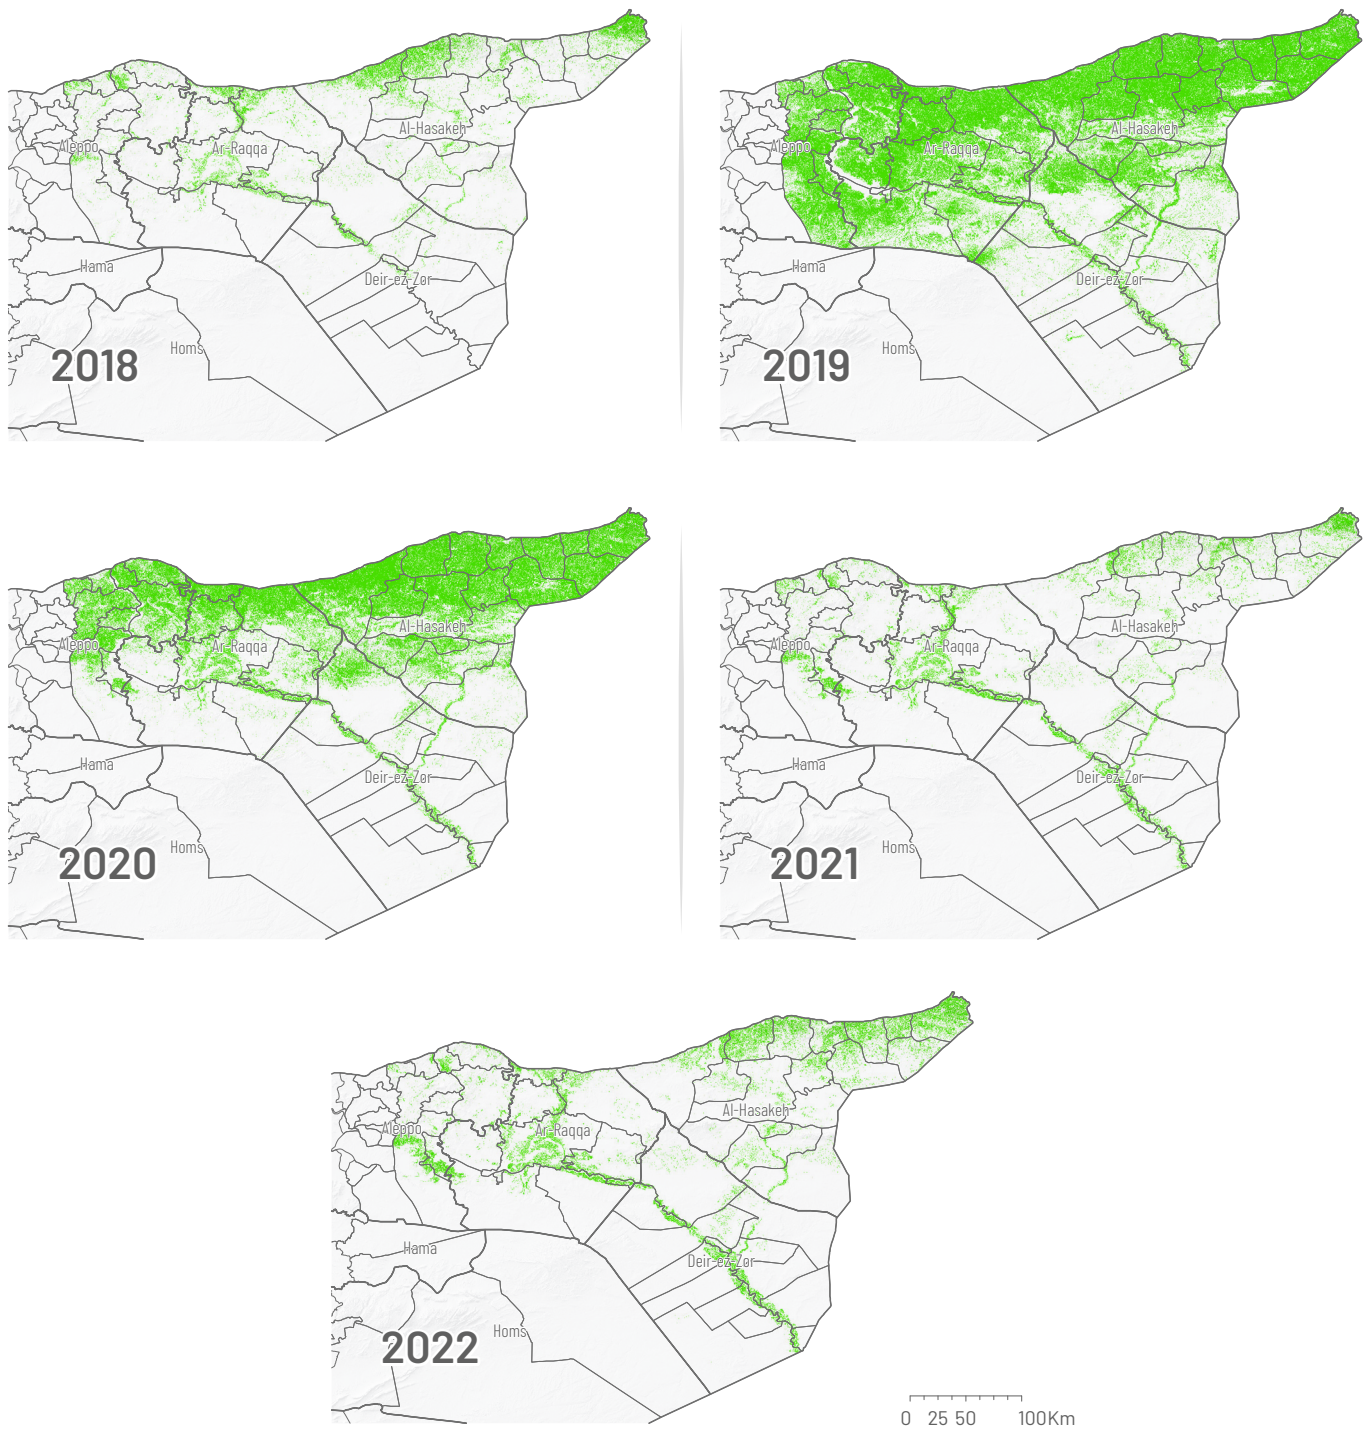 Al-Hasakeh
Aleppo
Ar-Raqqa
Hama
Deir-ez-Zor
Homs
2018
Al-Hasakeh
Aleppo
Ar-Raqqa
Hama
Deir-ez-Zor
Homs
2019
Al-Hasakeh
Aleppo
Ar-Raqqa
Hama
Deir-ez-Zor
Homs
2020
Al-Hasakeh
Aleppo
Ar-Raqqa
Hama
Deir-ez-Zor
Homs
2021
Al-Hasakeh
Aleppo
Ar-Raqqa
Hama
Deir-ez-Zor
Homs
2022
0 25 50 100Km